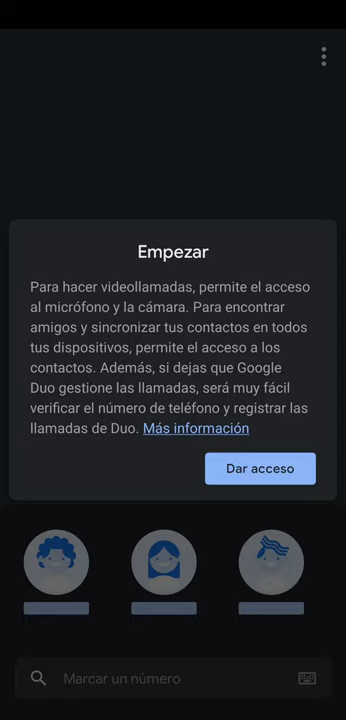 Empezar
Para hacer videollamadas, permite el acceso
al micrófono y la cámara. Para encontrar
amigos y sincronizar tus contactos en todos
tus dispositivos, permite el acceso a los
contactos. Además, si dejas que Google
Duo gestione las llamadas, será muy fácil
verificar el número de teléfono y registrar las
llamadas de Duo. Más información
Dar acceso
Marcar un número